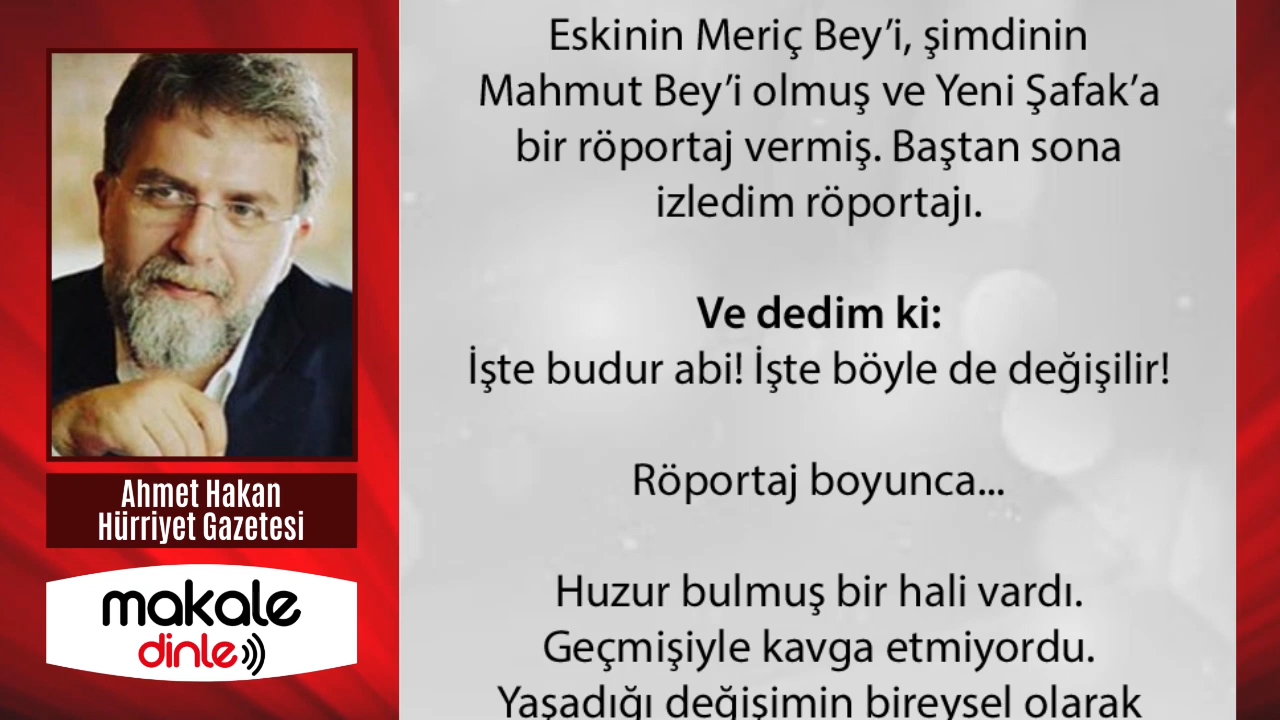 Eskinin Meriç Bey’i, şimdinin
Mahmut Bey’i olmuş ve Yeni Şafak’a
bir röportaj vermiş. Baştan sona
izledim röportajı.
Ve dedim ki:
İşte budur abi! İşte böyle de değişilir!
Röportaj boyunca...
Huzur bulmuş bir hali vardı.
Geçmişiyle kavga etmiyordu.
Yaşadığı değişimin bireysel olarak
Ahmet Hakan
Hürriyet Gazetesi
makale
dinle